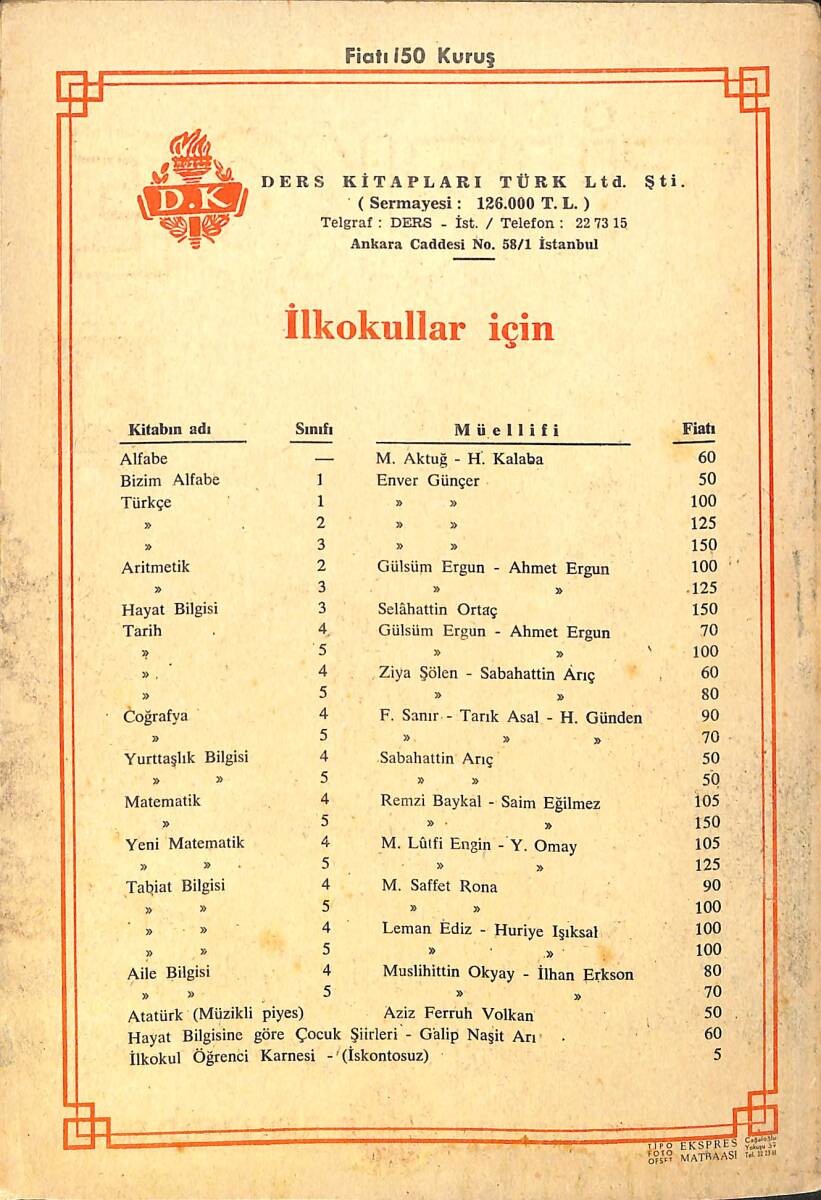 Fiatı 150 Kuruş
D.K
DERS KİTAPLARI TÜRK Ltd. Şti.
( Sermayesi : 126.000 T. L. )
Telgraf : DERS - İst. / Telefon : 22 73 15
Ankara Caddesi No. 58/1 İstanbul
İlkokullar için
Kitabın adı Sınıfı Müellifi Fiatı
Alfabe — M. Aktuğ - H. Kalaba 60
Bizim Alfabe 1 Enver Günçer 50
Türkçe 1 » » 100
» 2 » » 125
» 3 » » 150
Aritmetik 2 Gülsüm Ergun - Ahmet Ergun 100
» 3 » » 125
Hayat Bilgisi 3 Selâhattin Ortaç 150
Tarih 4 Gülsüm Ergun - Ahmet Ergun 70
» 5 » » 100
» 4 Ziya Şölen - Sabahattin Arıç 60
» 5 » » 80
Coğrafya 4 F. Sanır - Tarık Asal - H. Günden 90
» 5 » » » 70
Yurttaşlık Bilgisi 4 Sabahattin Arıç 50
» » 5 » » 50
Matematik 4 Remzi Baykal - Saim Eğilmez 105
» 5 » » 150
Yeni Matematik 4 M. Lûtfi Engin - Y. Omay 105
» » 5 » » 125
Tabiat Bilgisi 4 M. Saffet Rona 90
» » 5 » » 100
» » 4 Leman Ediz - Huriye Işıksal 100
» » 5 » » 100
Aile Bilgisi 4 Muslihittin Okyay - İlhan Erkson 80
» » 5 » » 70
Atatürk (Müzikli piyes) Aziz Ferruh Volkan 50
Hayat Bilgisine göre Çocuk Şiirleri - Galip Naşit Arı 60
İlkokul Öğrenci Karnesi - (İskontosuz) 5
TİPO FOTO OFSET EKSPRES MATBAASI Cağaloğlu Yokuşu Tel.